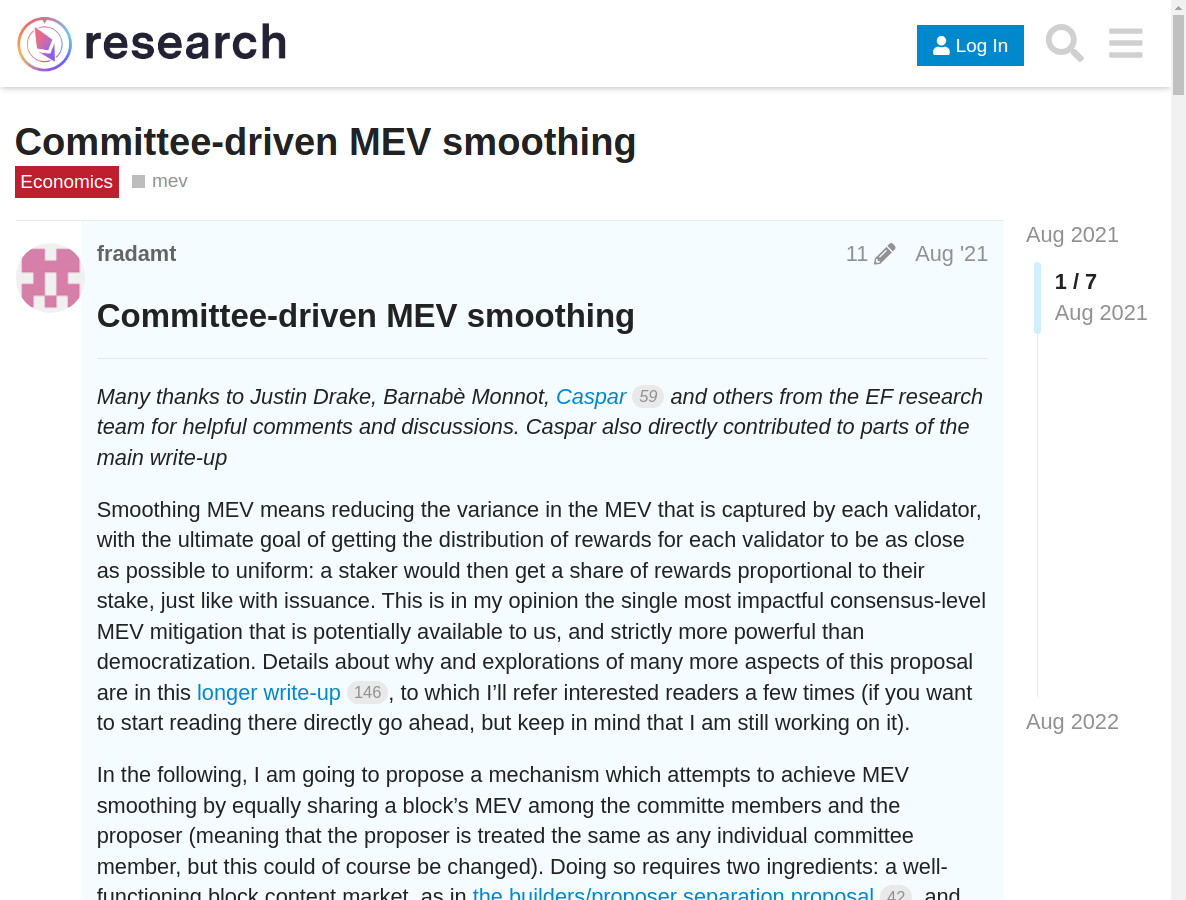 research
Log In
Committee-driven MEV smoothing
Economics mev
fradamt 11 Aug '21
Committee-driven MEV smoothing
Many thanks to Justin Drake, Barnabè Monnot, Caspar 59 and others from the EF research
team for helpful comments and discussions. Caspar also directly contributed to parts of the
main write-up
Smoothing MEV means reducing the variance in the MEV that is captured by each validator,
with the ultimate goal of getting the distribution of rewards for each validator to be as close
as possible to uniform: a staker would then get a share of rewards proportional to their
stake, just like with issuance. This is in my opinion the single most impactful consensus-level
MEV mitigation that is potentially available to us, and strictly more powerful than
democratization. Details about why and explorations of many more aspects of this proposal
are in this longer write-up 146, to which I’ll refer interested readers a few times (if you want
to start reading there directly go ahead, but keep in mind that I am still working on it).
In the following, I am going to propose a mechanism which attempts to achieve MEV
smoothing by equally sharing a block’s MEV among the committe members and the
proposer (meaning that the proposer is treated the same as any individual committee
member, but this could of course be changed). Doing so requires two ingredients: a well-
functioning block content market, as in the builders/proposer separation proposal 42, and
Aug 2021
1 / 7
Aug 2021
Aug 2022